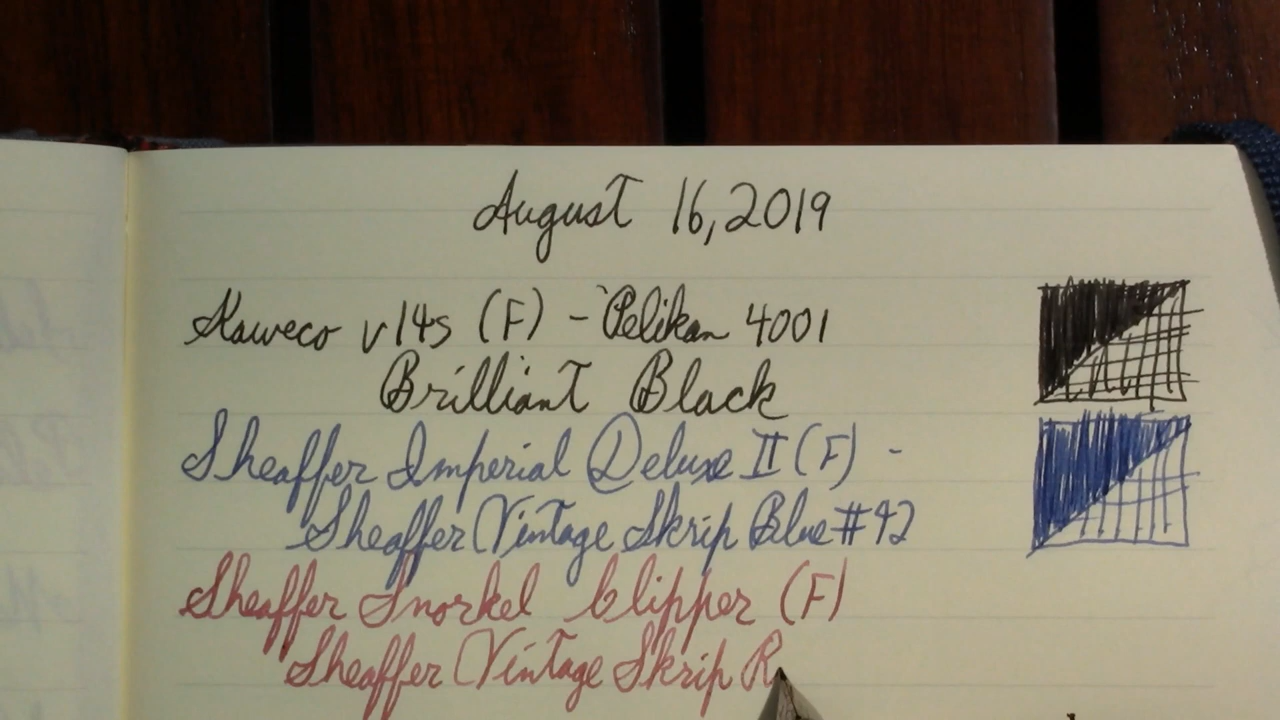 August 16, 2019
Kaweco V14s (F) - Pelikan 4001
Brilliant Black
Sheaffer Imperial Deluxe II (F) -
Sheaffer Vintage Skrip Blue #42
Sheaffer Snorkel Clipper (F)
Sheaffer Vintage Skrip R